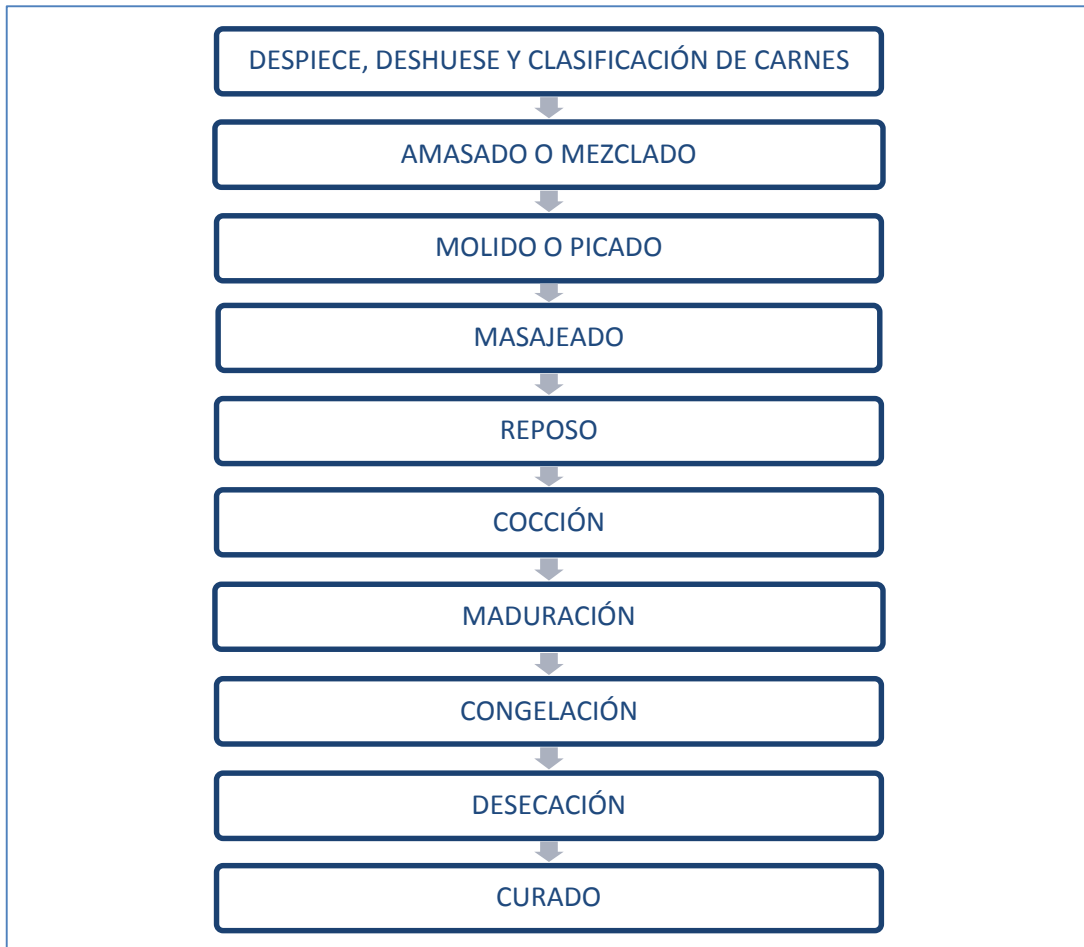 DESPIECE, DESHUESE Y CLASIFICACIÓN DE CARNES
AMASADO O MEZCLADO
MOLIDO O PICADO
MASAJEADO
REPOSO
COCCIÓN
MADURACIÓN
CONGELACIÓN
DESECACIÓN
CURADO